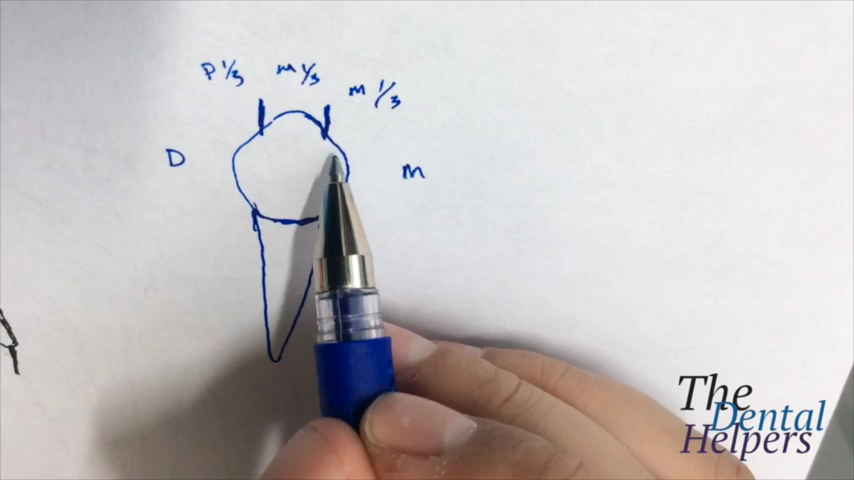 D 1/3 m 1/3 m 1/3
D
m
The
Dental
Helpers